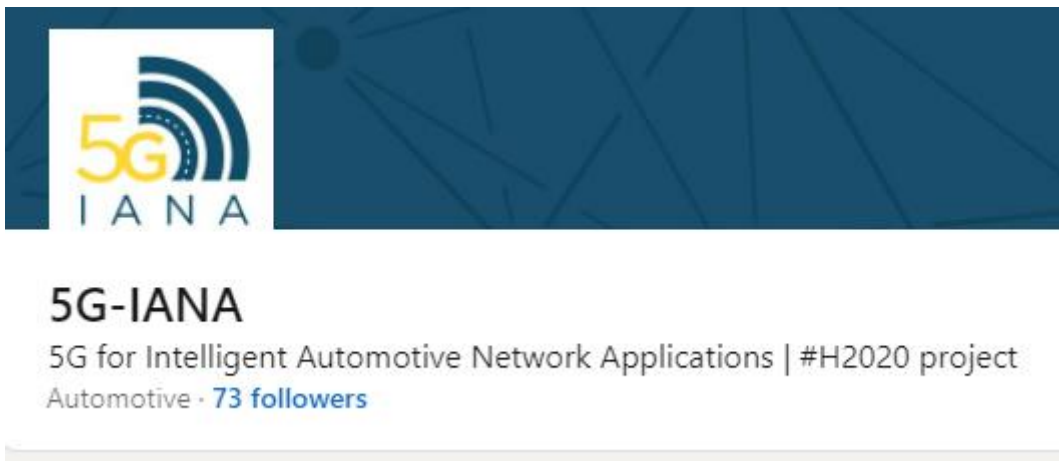 5G
IANA
5G-IANA
5G for Intelligent Automotive Network Applications | #H2020 project
Automotive · 73 followers